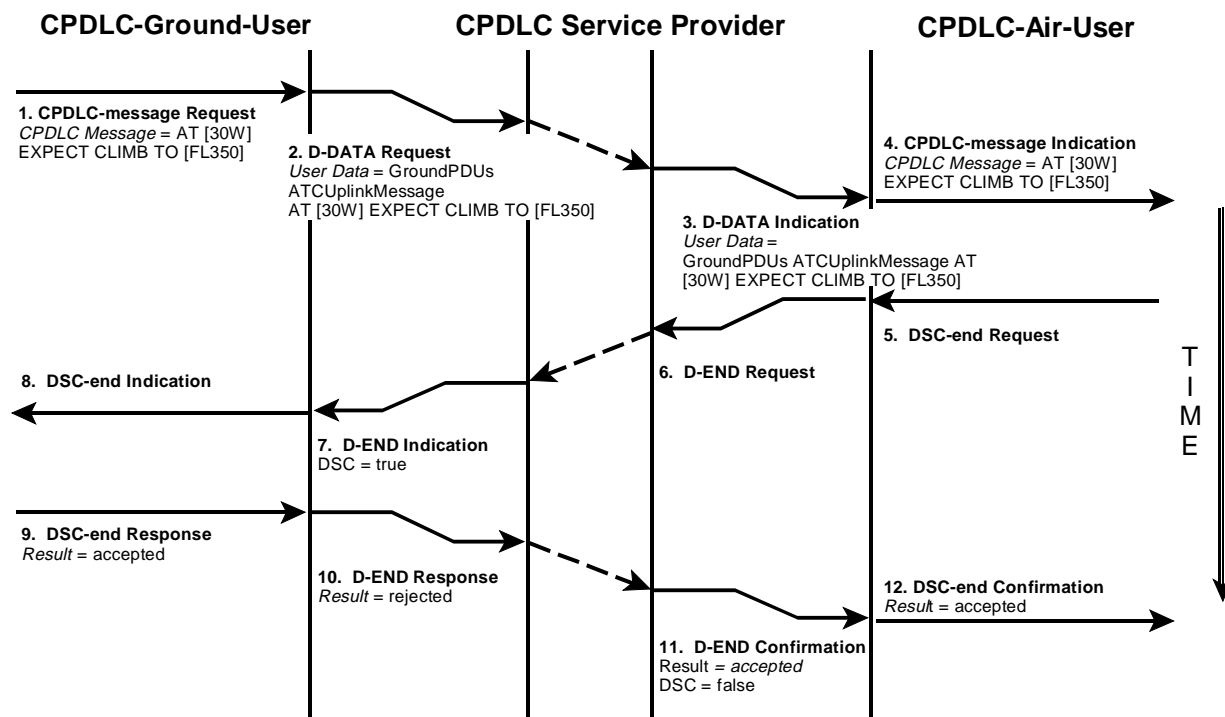 CPDLC-Ground-User
CPDLC Service Provider
CPDLC-Air-User
1. CPDLC-message Request
CPDLC Message = AT [30W]
EXPECT CLIMB TO [FL350]
2. D-DATA Request
User Data = GroundPDUs
ATCUplinkMessage
AT [30W] EXPECT CLIMB TO [FL350]
4. CPDLC-message Indication
CPDLC Message = AT [30W]
EXPECT CLIMB TO [FL350]
3. D-DATA Indication
User Data =
GroundPDUs ATCUplinkMessage AT
[30W] EXPECT CLIMB TO [FL350]
5. DSC-end Request
6. D-END Request
8. DSC-end Indication
7. D-END Indication
DSC = true
9. DSC-end Response
Result = accepted
10. D-END Response
Result = rejected
12. DSC-end Confirmation
Result = accepted
11. D-END Confirmation
Result = accepted
DSC = false
T
I
M
E